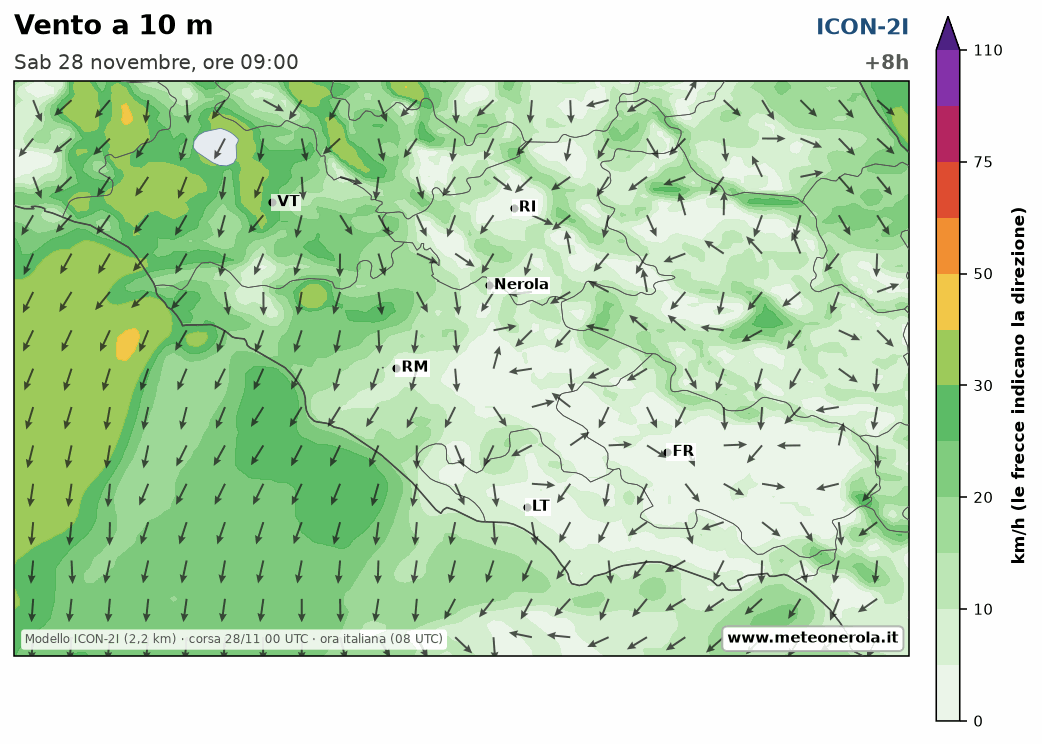 Vento a 10 m
ICON-2I
Sab 28 novembre, ore 09:00
+8h
VT
RI
Nerola
RM
FR
LT
Modello ICON-2I (2,2 km) · corsa 28/11 00 UTC · ora italiana (08 UTC)
www.meteonerola.it
110
75
50
30
20
10
0
km/h (le frecce indicano la direzione)